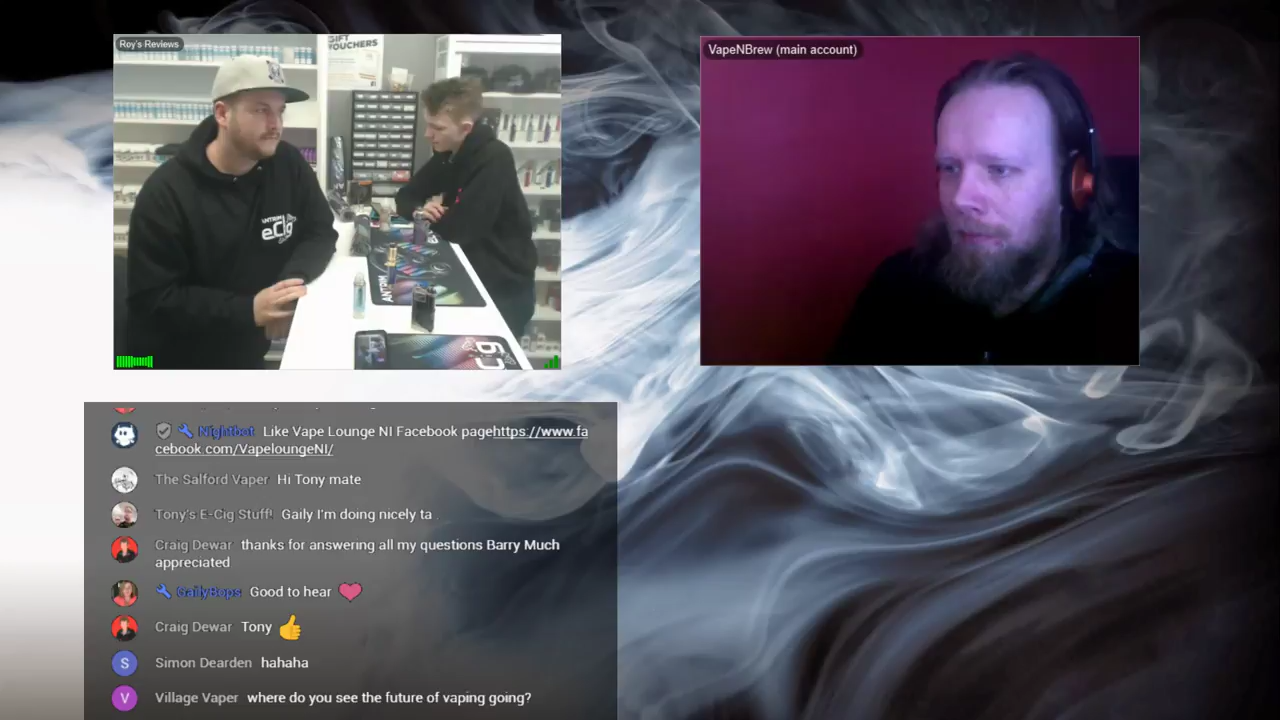 Roy's Reviews
GIFT
VOUCHERS
ANTRIM
eCig
ANTRIM
VapeNBrew (main account)
Nightbot Like Vape Lounge NI Facebook pagehttps://www.fa
cebook.com/VapeloungeNI/
The Salford Vaper Hi Tony mate
Tony's E-Cig Stuff! Gaily I'm doing nicely ta .
Craig Dewar thanks for answering all my questions Barry Much
appreciated
GailyBops Good to hear
Craig Dewar Tony
S Simon Dearden hahaha
V Village Vaper where do you see the future of vaping going?